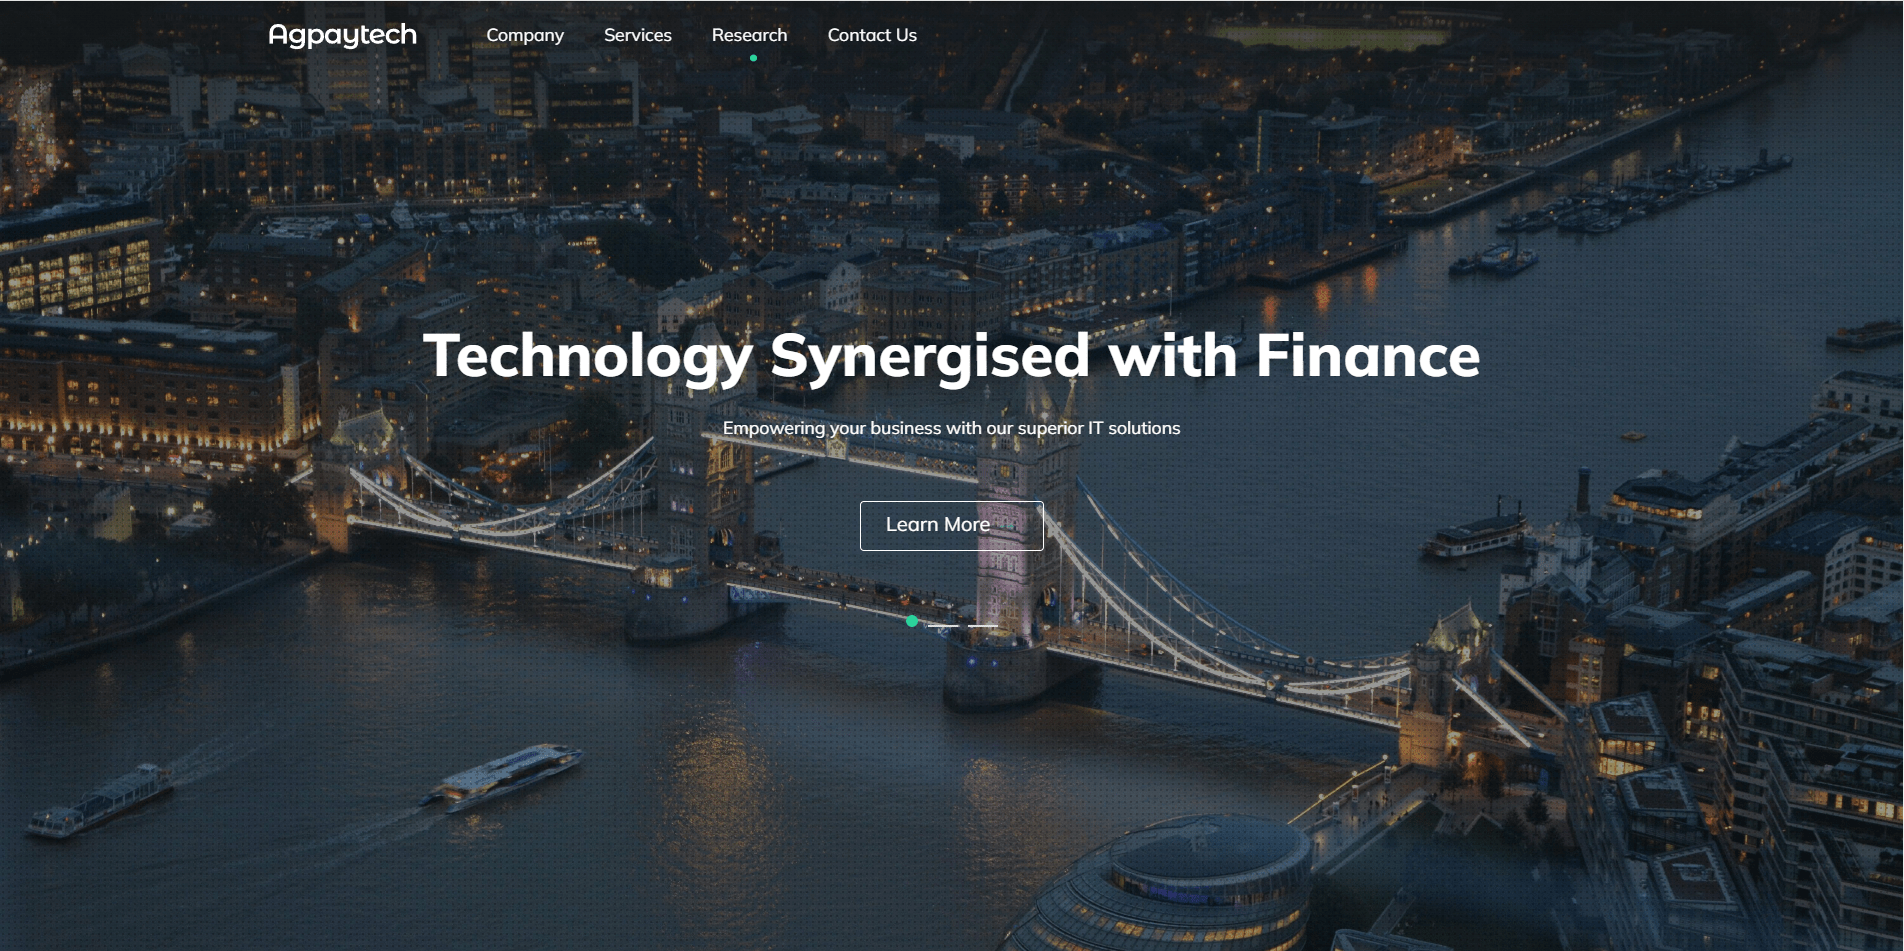 Agpaytech
Company
Services
Research
Contact Us
Technology Synergised with Finance
Empowering your business with our superior IT solutions
Learn More